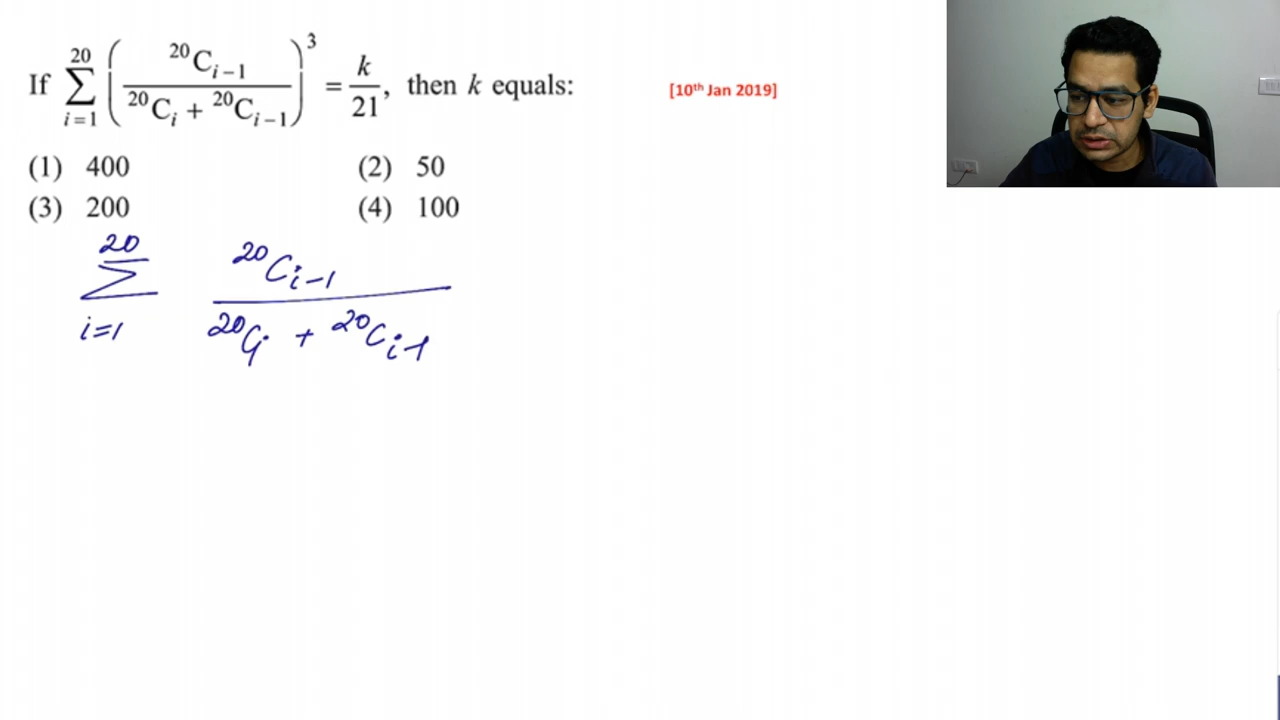 If \sum_{i=1}^{20} \left( \frac{^{20}C_{i-1}}{^{20}C_i + ^{20}C_{i-1}} \right)^3 = \frac{k}{21}, then k equals: [10th Jan 2019]
(1) 400 (2) 50
(3) 200 (4) 100
\sum_{i=1}^{20} \frac{^{20}C_{i-1}}{^{20}C_i + ^{20}C_{i-1}}